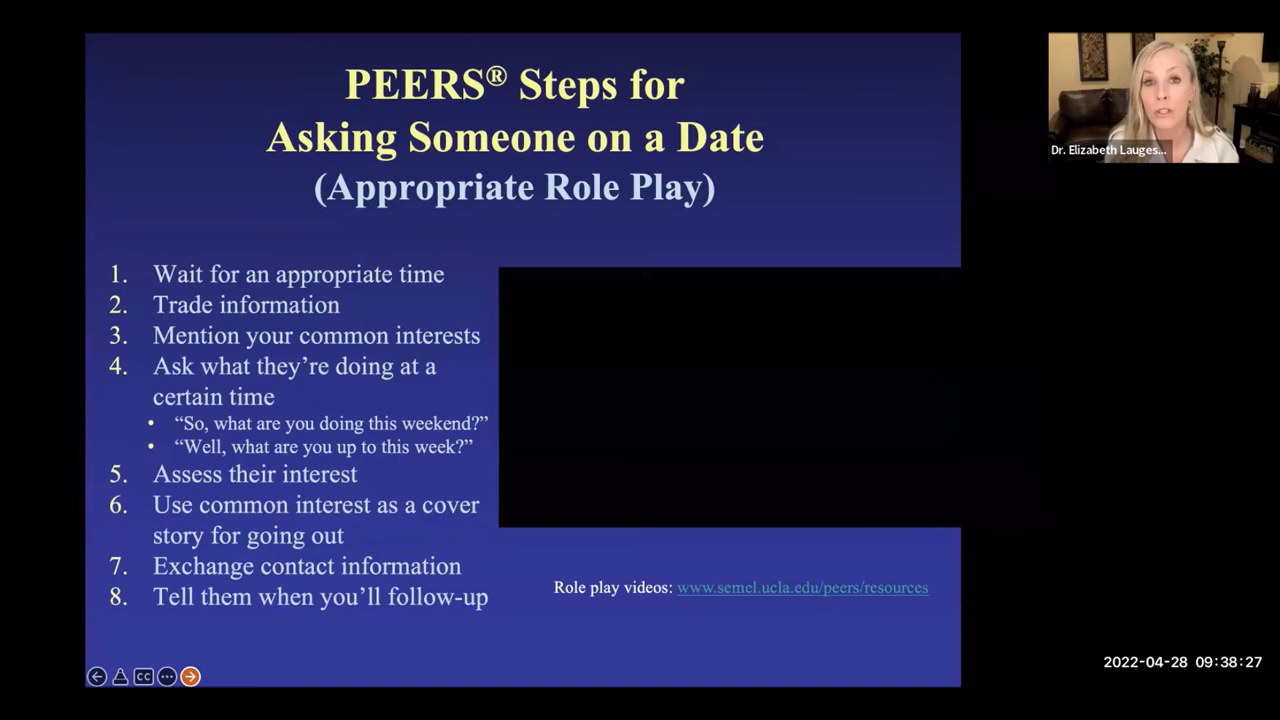 PEERS® Steps for
Asking Someone on a Date
(Appropriate Role Play)
1. Wait for an appropriate time
2. Trade information
3. Mention your common interests
4. Ask what they’re doing at a
certain time
• “So, what are you doing this weekend?”
• “Well, what are you up to this week?”
5. Assess their interest
6. Use common interest as a cover
story for going out
7. Exchange contact information
8. Tell them when you’ll follow-up
Role play videos: www.semel.ucla.edu/peers/resources
CC
Dr. Elizabeth Lauges...
2022-04-28 09:38:27